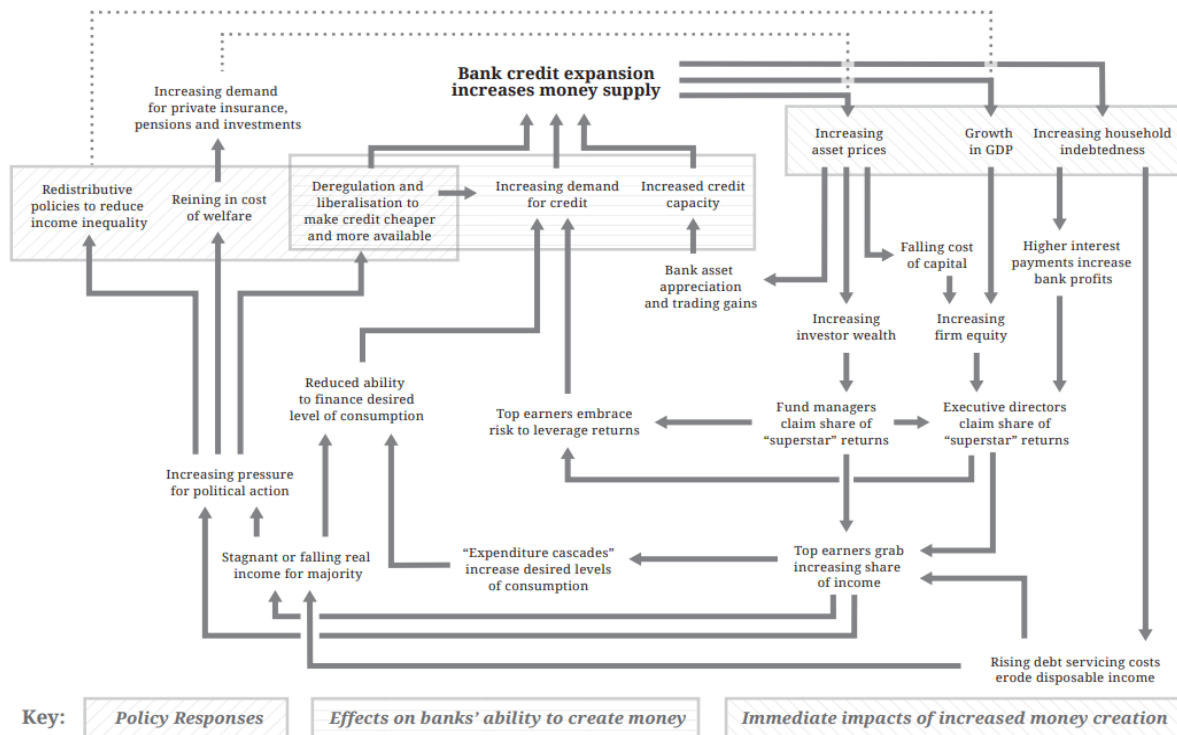 Bank credit expansion
increases money supply
Increasing demand
for private insurance,
pensions and investments
Increasing
asset prices
Growth
in GDP
Increasing household
indebtedness
Redistributive
policies to reduce
income inequality
Reining in cost
of welfare
Deregulation and
liberalisation to
make credit cheaper
and more available
Increasing demand
for credit
Increased credit
capacity
Falling cost
of capital
Higher interest
payments increase
bank profits
Bank asset
appreciation
and trading gains
Increasing
investor wealth
Increasing
firm equity
Reduced ability
to finance desired
level of consumption
Top earners embrace
risk to leverage returns
Fund managers
claim share of
“superstar” returns
Executive directors
claim share of
“superstar” returns
Increasing pressure
for political action
Stagnant or falling real
income for majority
“Expenditure cascades”
increase desired levels
of consumption
Top earners grab
increasing share
of income
Rising debt servicing costs
erode disposable income
Key:
Policy Responses
Effects on banks’ ability to create money
Immediate impacts of increased money creation